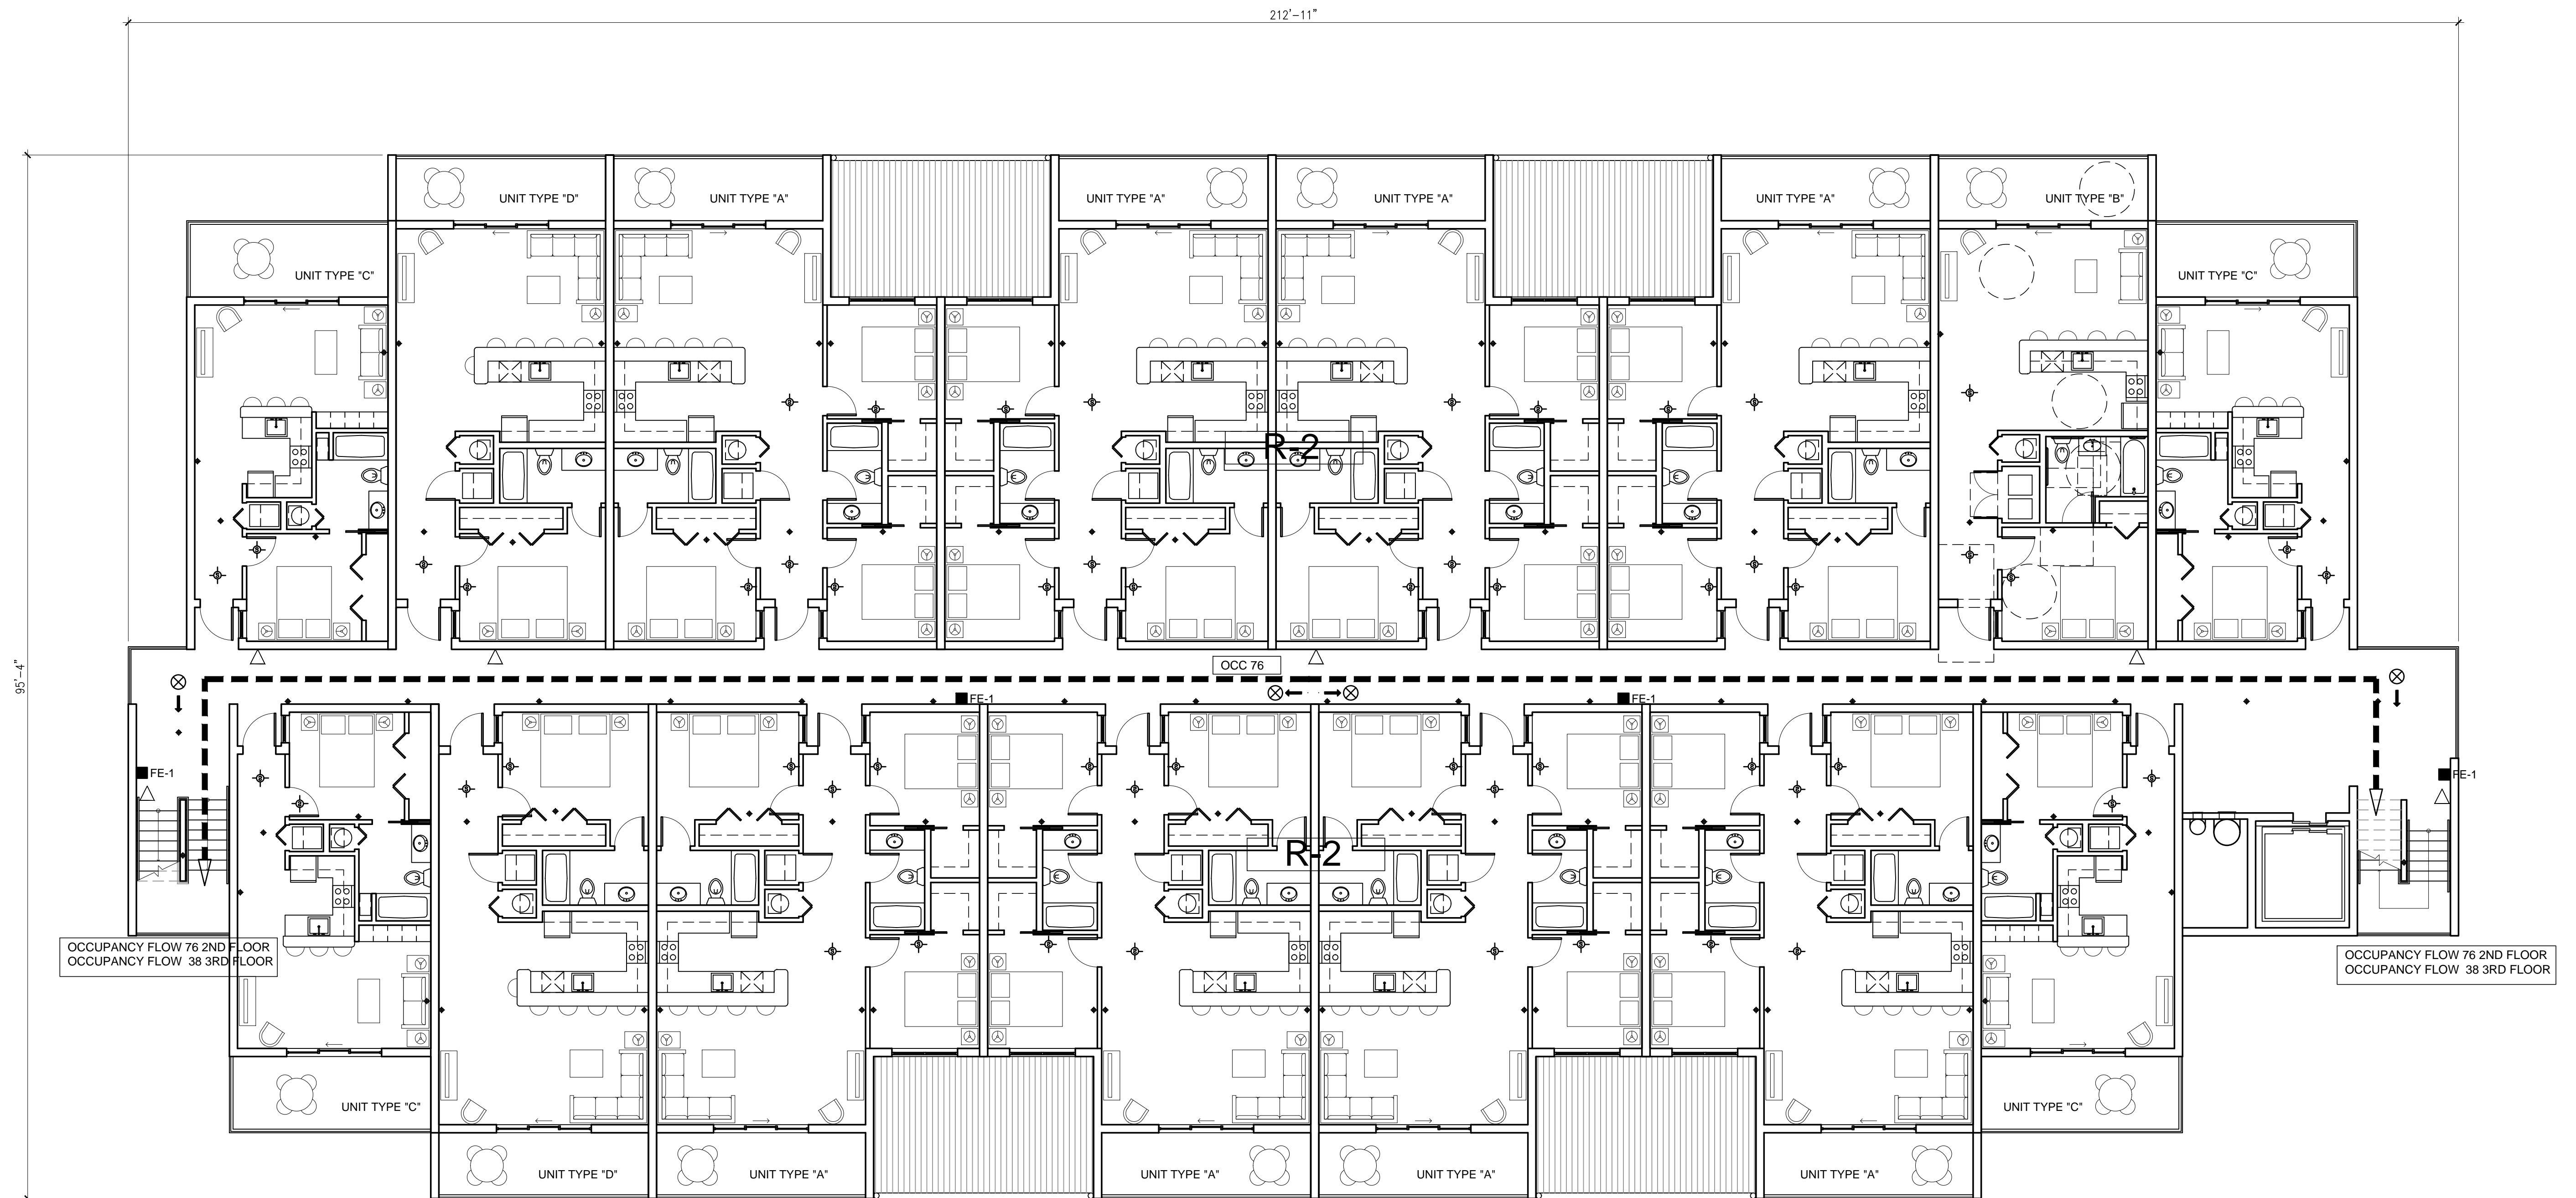 212'-11"
UNIT TYPE "D"
UNIT TYPE "A"
UNIT TYPE "A"
UNIT TYPE "A"
UNIT TYPE "A"
UNIT TYPE "B"
UNIT TYPE "C"
UNIT TYPE "C"
R-2
95'-4"
OCC 76
FE-1
FE-1
FE-1
FE-1
R-2
OCCUPANCY FLOW 76 2ND FLOOR
OCCUPANCY FLOW 38 3RD FLOOR
OCCUPANCY FLOW 76 2ND FLOOR
OCCUPANCY FLOW 38 3RD FLOOR
UNIT TYPE "C"
UNIT TYPE "C"
UNIT TYPE "D"
UNIT TYPE "A"
UNIT TYPE "A"
UNIT TYPE "A"
UNIT TYPE "A"